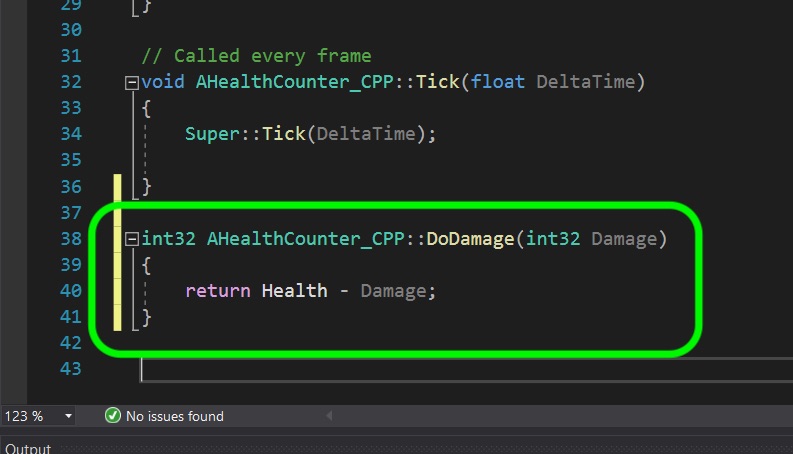 29 }
30
31 // Called every frame
32 void AHealthCounter_CPP::Tick(float DeltaTime)
33 {
34 Super::Tick(DeltaTime);
35
36 }
37
38 int32 AHealthCounter_CPP::DoDamage(int32 Damage)
39 {
40 return Health - Damage;
41 }
42
43
123 % No issues found
Output